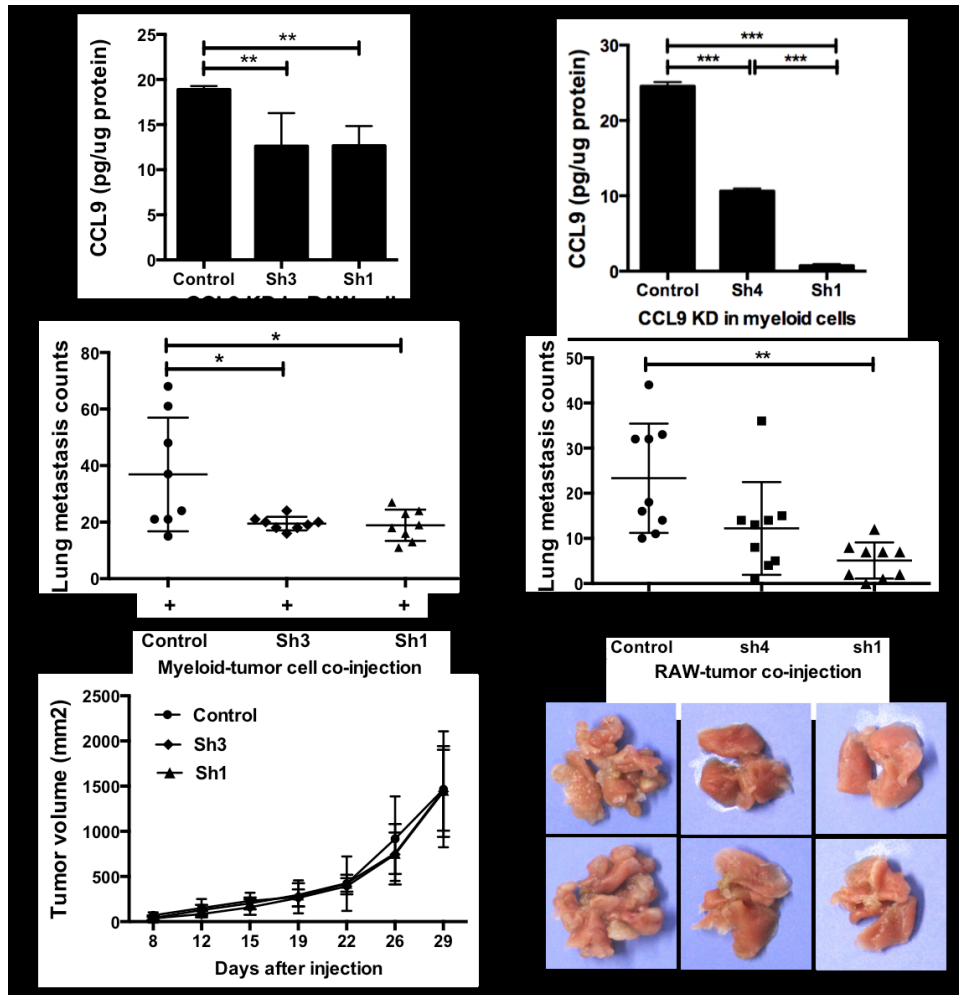 CCL9 (pg/ug protein)
25
20
15
10
5
0
** 
**
Control Sh3 Sh1
CCL9 (pg/ug protein)
30
20
10
0
***
*** ***
Control Sh4 Sh1
CCL9 KD in myeloid cells
Lung metastasis counts
80
60
40
20
0
*
*
+ + +
Control Sh3 Sh1
Myeloid-tumor cell co-injection
Lung metastasis counts
50
40
30
20
10
0
**
Control sh4 sh1
RAW-tumor co-injection
Tumor volume (mm2)
2500
2000
1500
1000
500
0
Control
Sh3
Sh1
8 12 15 19 22 26 29
Days after injection